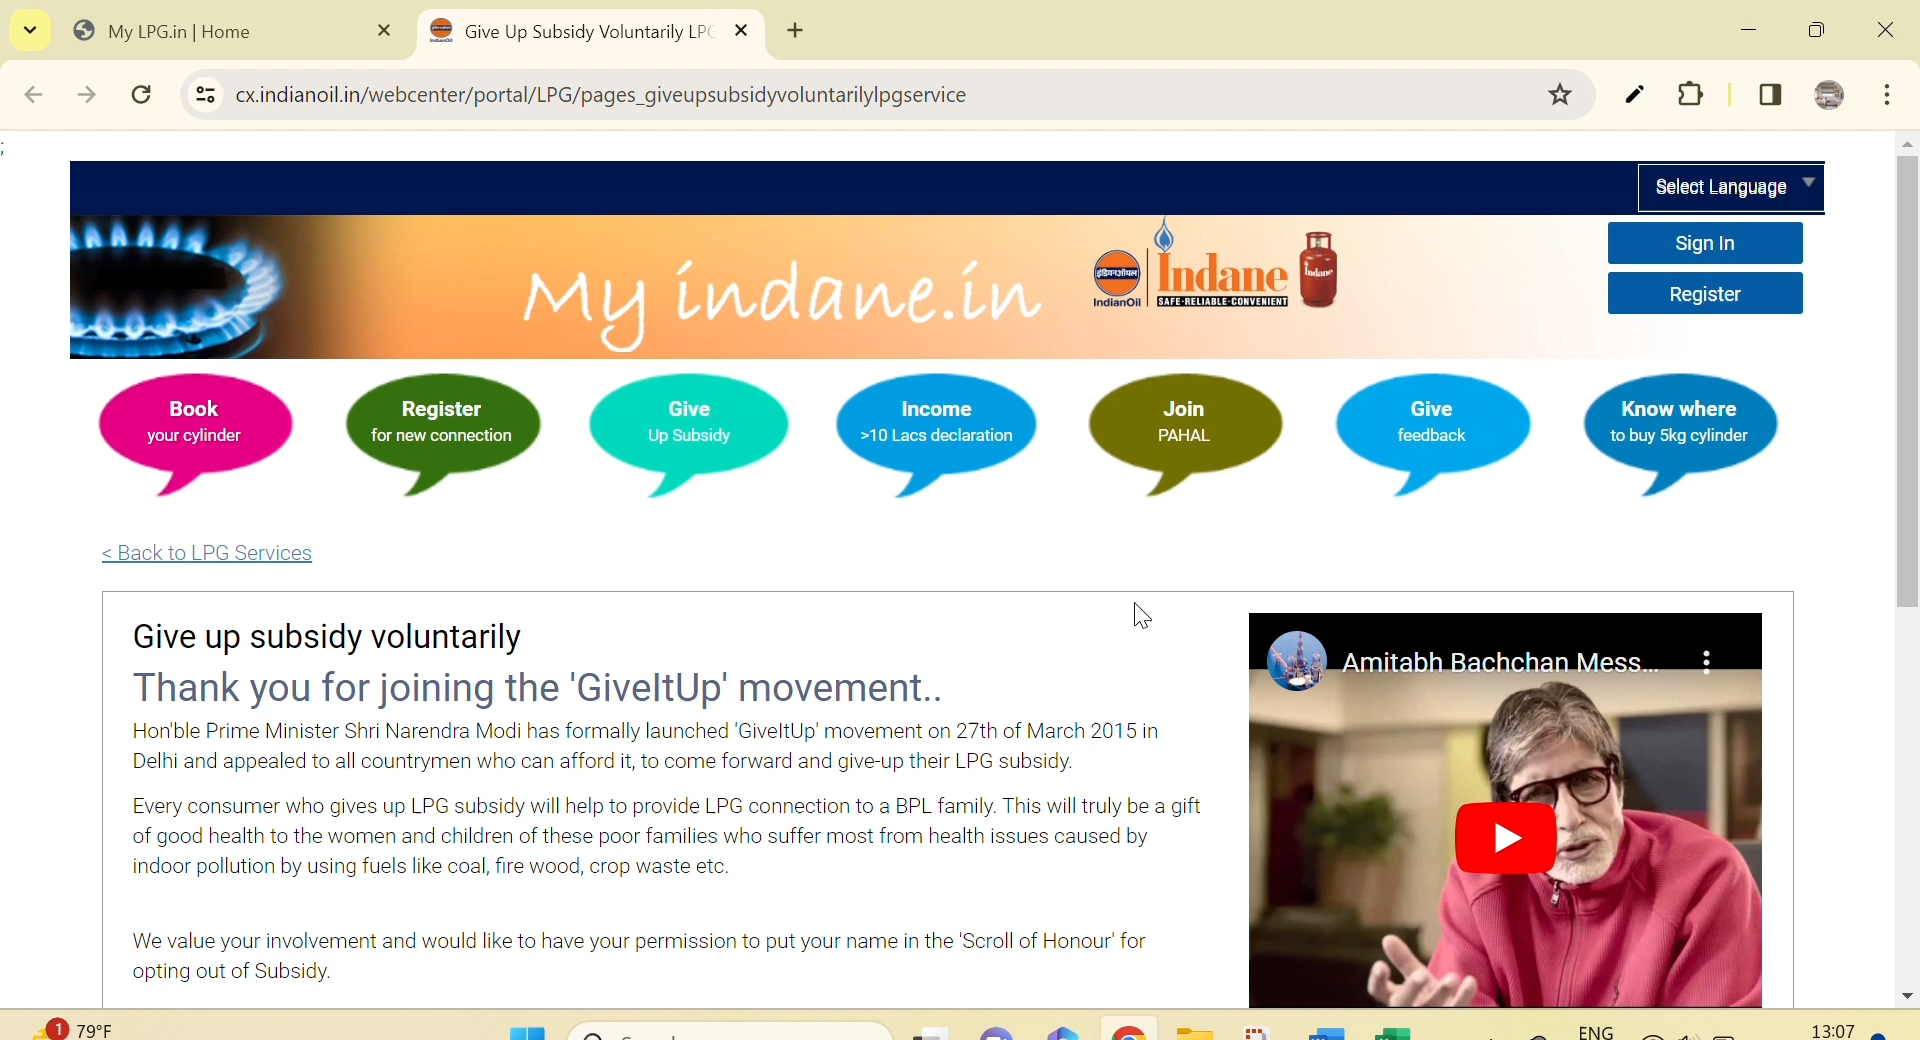 My LPG.in | Home
Give Up Subsidy Voluntarily LPG
cx.indianoil.in/webcenter/portal/LPG/pages_giveupsubsidyvoluntarilylpgservice
;
Select Language
My indane.in
इंडियनऑयल
IndianOil
Indane
SAFE·RELIABLE·CONVENIENT
Indane
Sign In
Register
Book
your cylinder
Register
for new connection
Give
Up Subsidy
Income
>10 Lacs declaration
Join
PAHAL
Give
feedback
Know where
to buy 5kg cylinder
< Back to LPG Services
Give up subsidy voluntarily
Thank you for joining the 'GiveItUp' movement..
Hon'ble Prime Minister Shri Narendra Modi has formally launched 'GiveItUp' movement on 27th of March 2015 in
Delhi and appealed to all countrymen who can afford it, to come forward and give-up their LPG subsidy.
Every consumer who gives up LPG subsidy will help to provide LPG connection to a BPL family. This will truly be a gift
of good health to the women and children of these poor families who suffer most from health issues caused by
indoor pollution by using fuels like coal, fire wood, crop waste etc.
We value your involvement and would like to have your permission to put your name in the 'Scroll of Honour' for
opting out of Subsidy.
Amitabh Bachchan Mess...
1
79°F
ENG
13:07